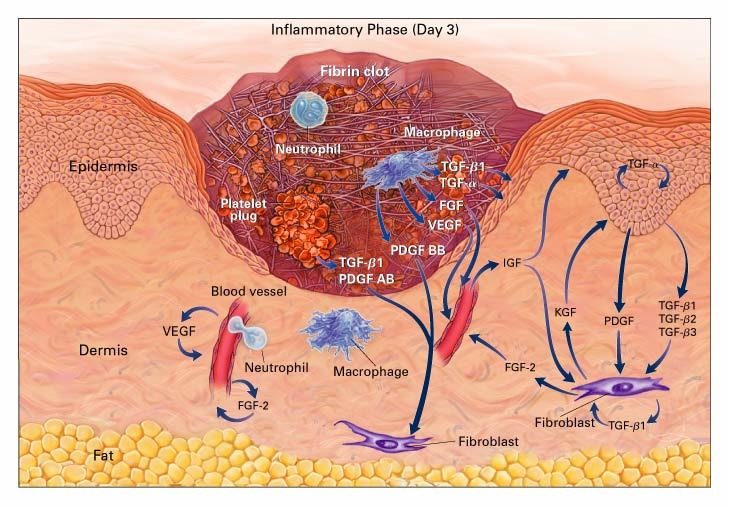 Inflammatory Phase (Day 3)
Fibrin clot
Neutrophil
Macrophage
Epidermis
Platelet
plug
TGF-β1
TGF-α
FGF
VEGF
PDGF BB
TGF-β1
PDGF AB
TGF-α
IGF
Blood vessel
VEGF
Neutrophil
FGF-2
Dermis
Macrophage
FGF-2
KGF
PDGF
TGF-β1
TGF-β2
TGF-β3
Fibroblast
TGF-β1
Fibroblast
Fat